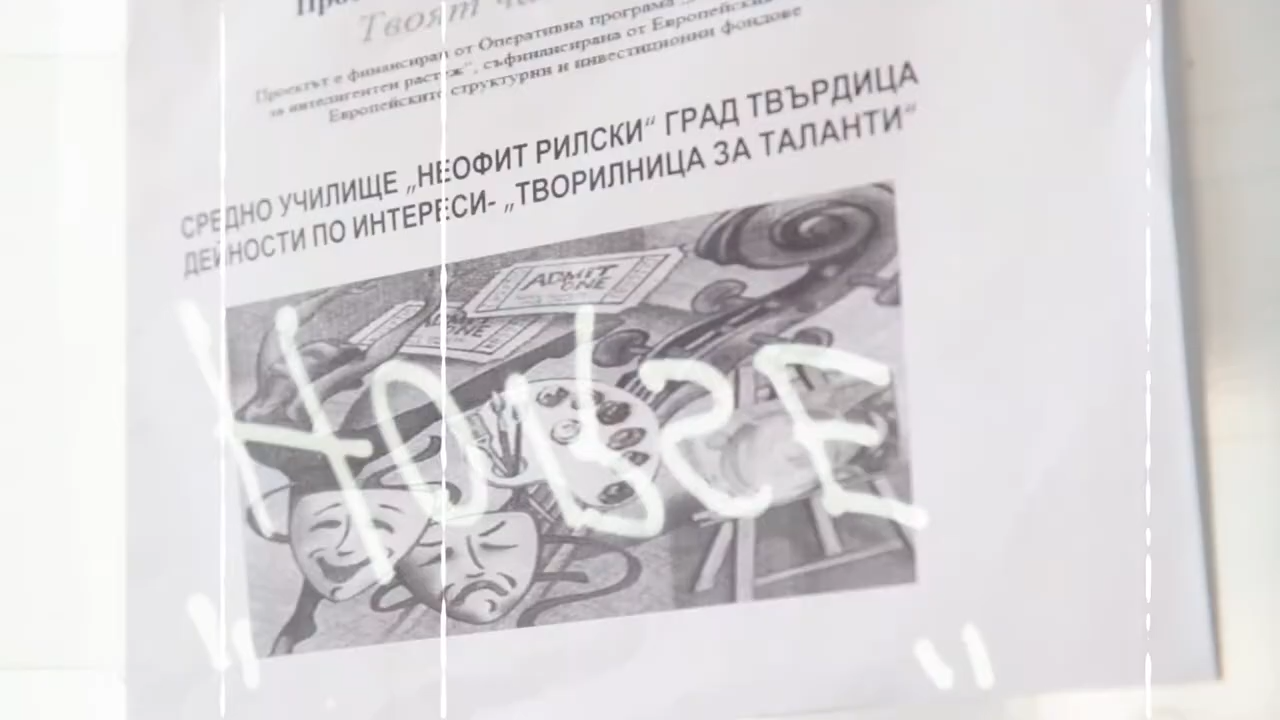 Твоят
Проектът е финансиран от Оперативна програма
за интелигентен растеж“, съфинансирана от Европейския
Европейските структурни и инвестиционни фондове
СРЕДНО УЧИЛИЩЕ „НЕОФИТ РИЛСКИ“ ГРАД ТВЪРДИЦА
ДЕЙНОСТИ ПО ИНТЕРЕСИ- „ТВОРИЛНИЦА ЗА ТАЛАНТИ“
ADMIT
ONE
ADMIT
ONE